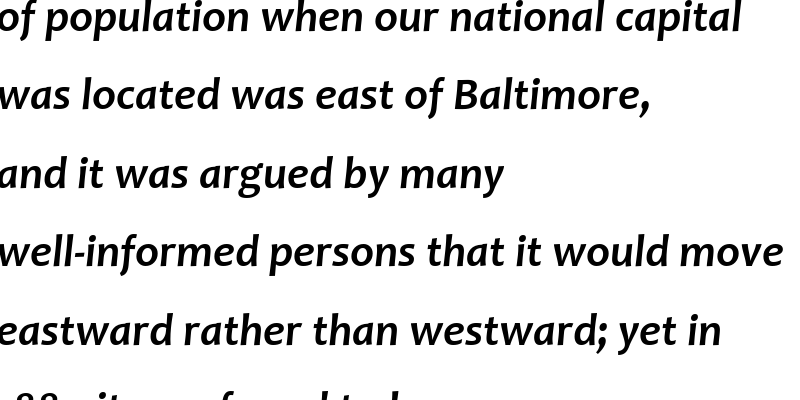 of population when our national capital
was located was east of Baltimore,
and it was argued by many
well-informed persons that it would move
eastward rather than westward; yet in